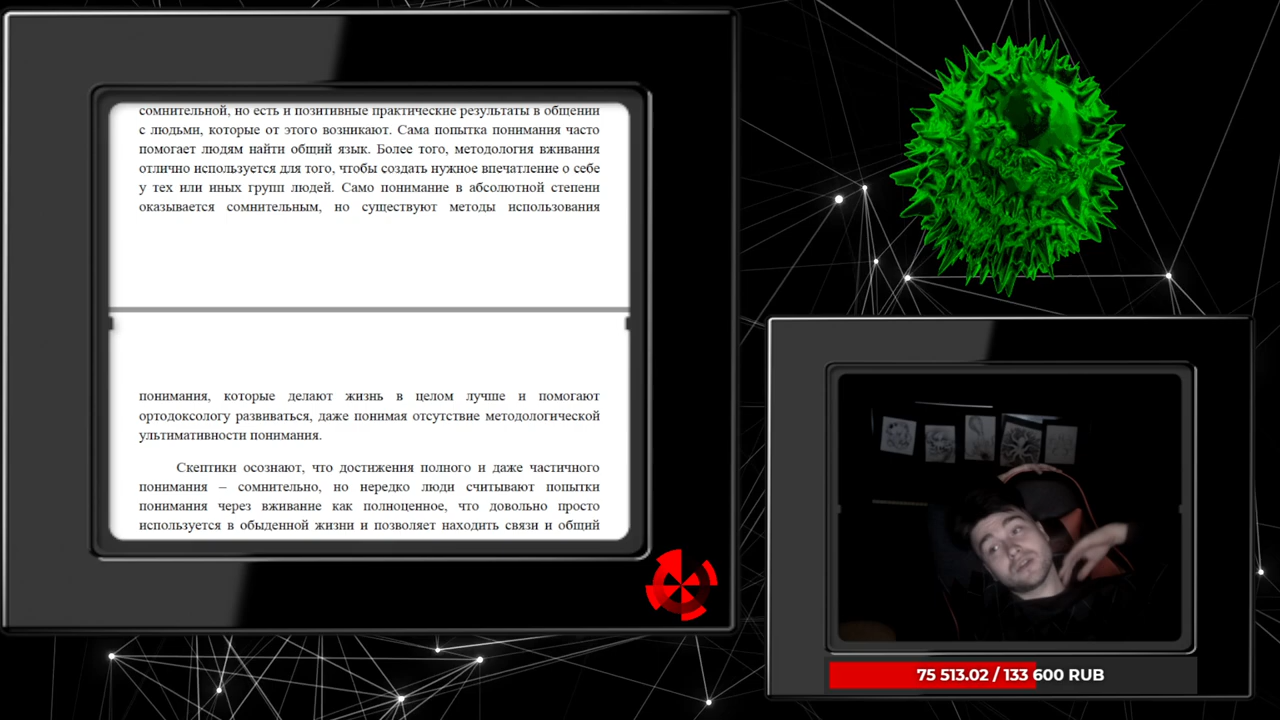 сомнительной, но есть и позитивные практические результаты в общении
с людьми, которые от этого возникают. Сама попытка понимания часто
помогает людям найти общий язык. Более того, методология вживания
отлично используется для того, чтобы создать нужное впечатление о себе
у тех или иных групп людей. Само понимание в абсолютной степени
оказывается сомнительным, но существуют методы использования
понимания, которые делают жизнь в целом лучше и помогают
ортодоксологу развиваться, даже понимая отсутствие методологической
ультимативности понимания.
Скептики осознают, что достижения полного и даже частичного
понимания – сомнительно, но нередко люди считывают попытки
понимания через вживание как полноценное, что довольно просто
используется в обыденной жизни и позволяет находить связи и общий
75 513.02 / 133 600 RUB